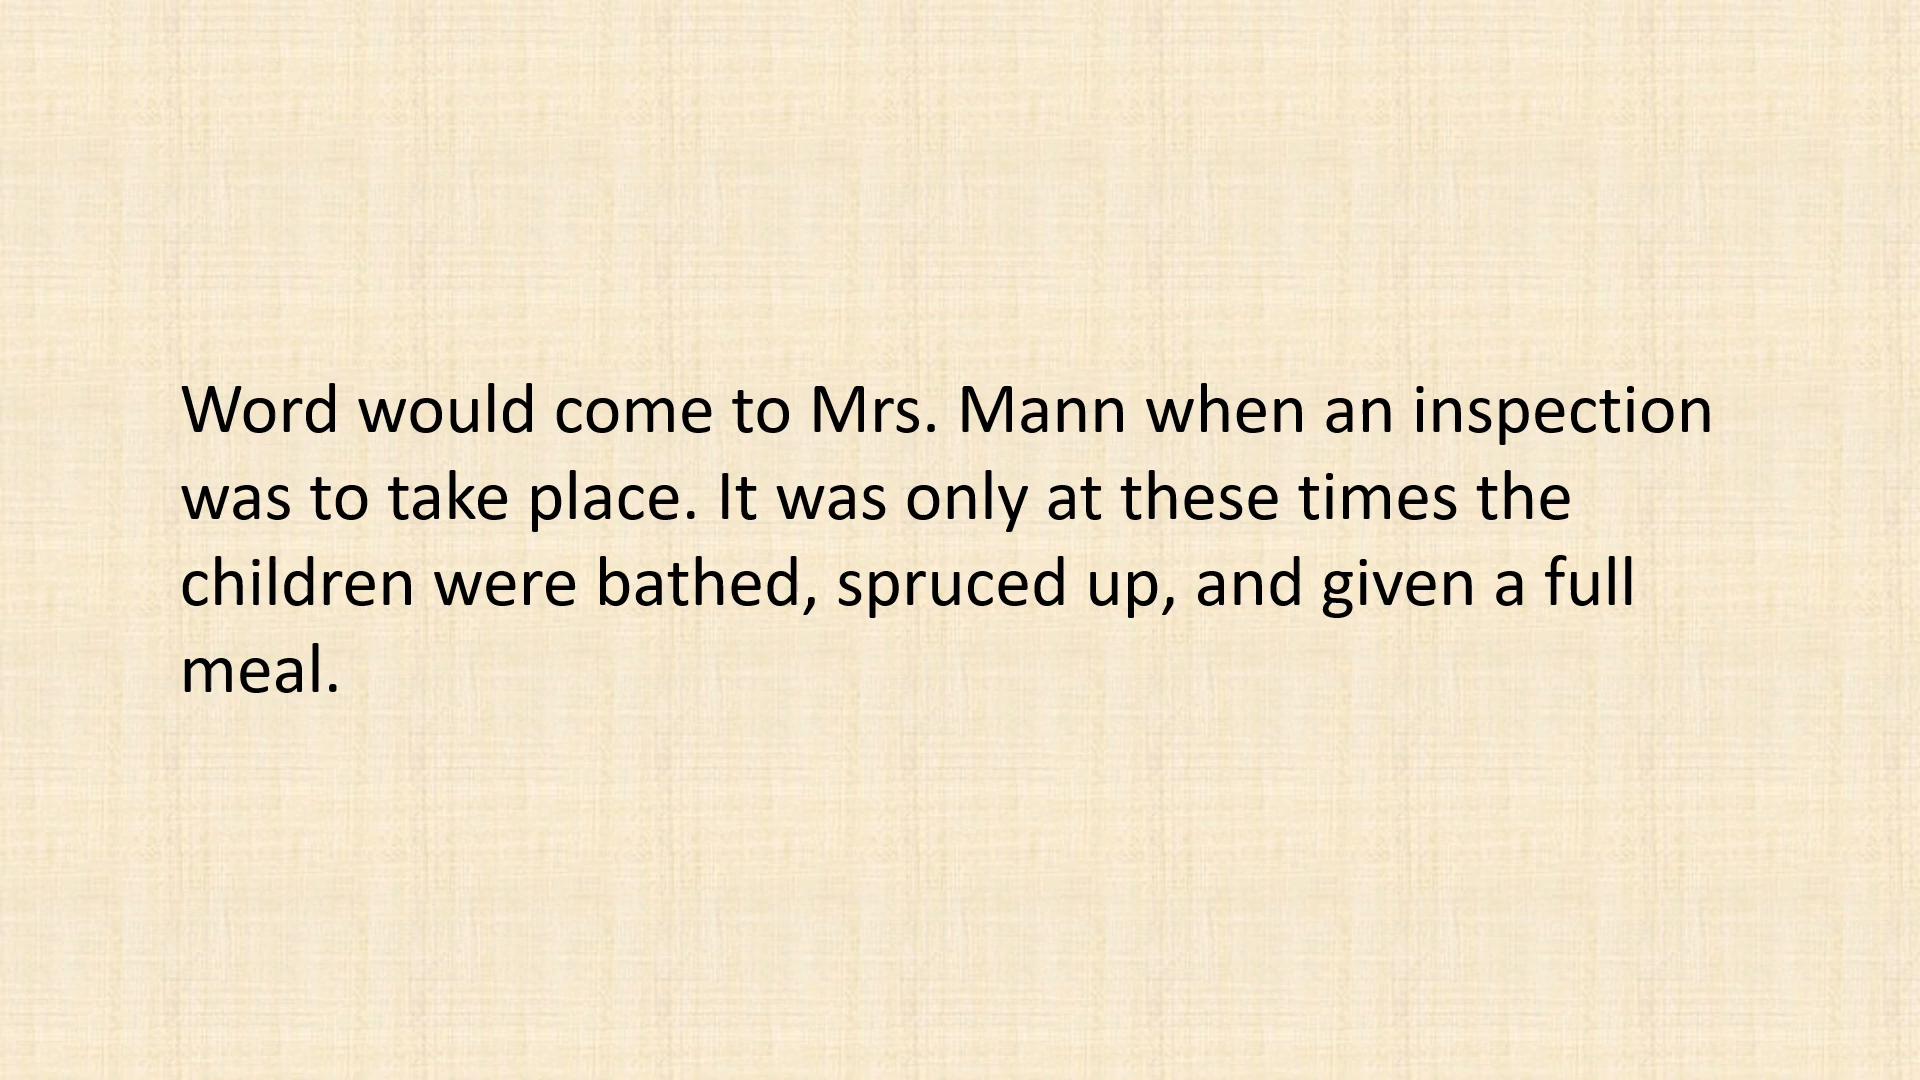 Word would come to Mrs. Mann when an inspection
was to take place. It was only at these times the
children were bathed, spruced up, and given a full
meal.